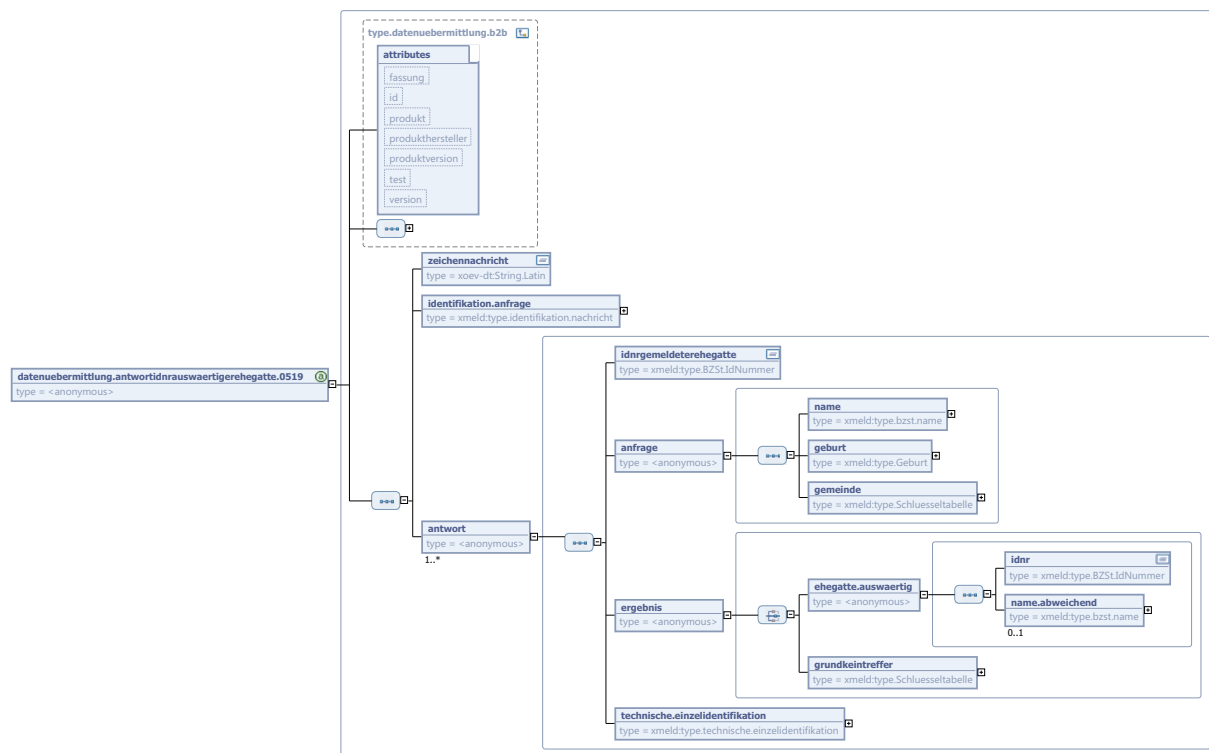 type.datenuebermittlung.b2b
attributes
fassung
id
produkt
produkthersteller
produktversion
test
version
zeichennachricht
type = xoev-dt:String.Latin
identifikation.anfrage
type = xmeld:type.identifikation.nachricht
datenuebermittlung.antwortidnrauswaertigerehegatte.0519
a
type = <anonymous>
antwort
type = <anonymous>
1..*
idnrgemeldeterehegatte
type = xmeld:type.BZSt.IdNummer
anfrage
type = <anonymous>
name
type = xmeld:type.bzst.name
geburt
type = xmeld:type.Geburt
gemeinde
type = xmeld:type.Schluesseltabelle
ergebnis
type = <anonymous>
ehegatte.auswaertig
type = <anonymous>
idnr
type = xmeld:type.BZSt.IdNummer
name.abweichend
type = xmeld:type.bzst.name
0..1
grundkeintreffer
type = xmeld:type.Schluesseltabelle
technische.einzelidentifikation
type = xmeld:type.technische.einzelidentifikation